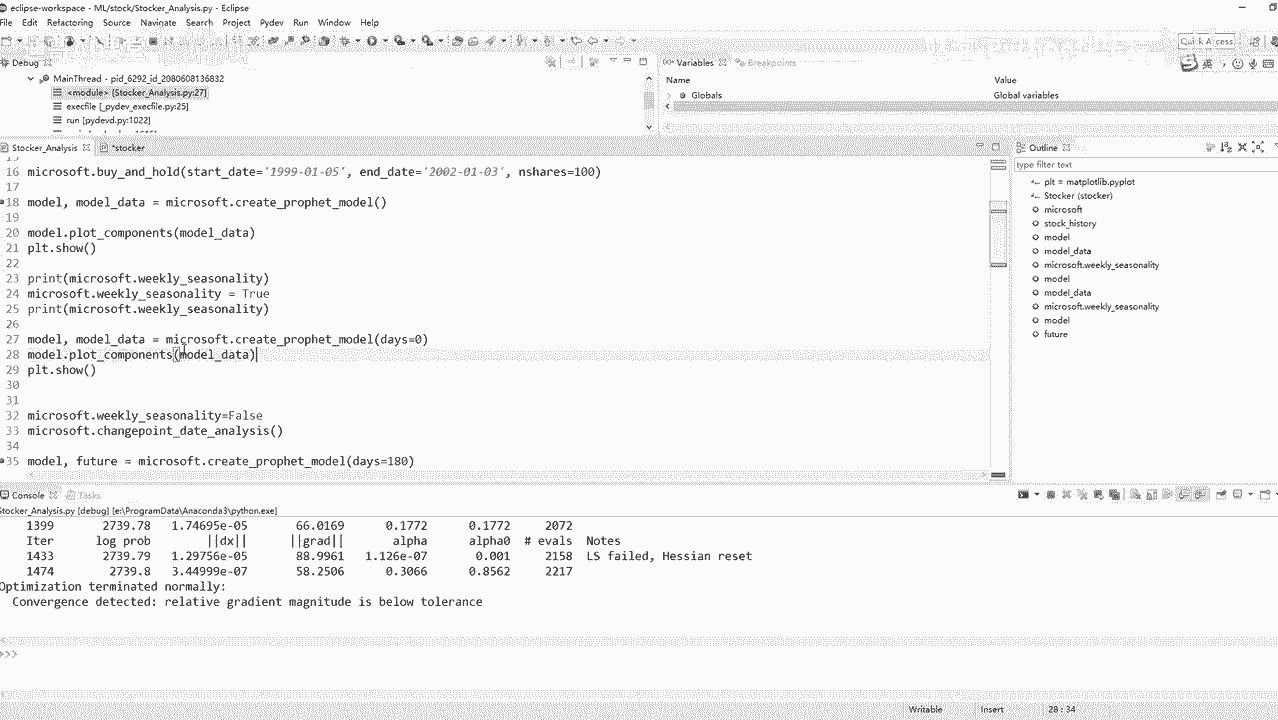 eclipse-workspace - ML/stock/Stocker_Analysis.py - Eclipse
File Edit Refactoring Source Navigate Search Project Pydev Run Window Help
Quick Access
Debug
MainThread - pid_6292_id_2080608136832
<module> [Stocker_Analysis.py:27]
execfile [_pydev_execfile.py:25]
run [pydevd.py:1022]
Variables Breakpoints
Name Value
Globals Global variables
Stocker_Analysis *stocker
16 microsoft.buy_and_hold(start_date='1995-01-05', end_date='2002-01-03', nshares=100)
17
18 model, model_data = microsoft.create_prophet_model()
19
20 model.plot_components(model_data)
21 plt.show()
22
23 print(microsoft.weekly_seasonality)
24 microsoft.weekly_seasonality = True
25 print(microsoft.weekly_seasonality)
26
27 model, model_data = microsoft.create_prophet_model(days=0)
28 model.plot_components(model_data)
29 plt.show()
30
31
32 microsoft.weekly_seasonality=False
33 microsoft.changepoint_date_analysis()
34
35 model, future = microsoft.create_prophet_model(days=180)
Outline
type filter text
plt = matplotlib.pyplot
Stocker (stocker)
microsoft
stock_history
model
model_data
microsoft.weekly_seasonality
model
model_data
microsoft.weekly_seasonality
model
future
Console Tasks
Stocker_Analysis.py [debug] [e:\ProgramData\Anaconda3\python.exe]
1399 2739.78 1.74695e-05 66.0169 0.1772 0.1772 2072
Iter log prob ||dx|| ||grad|| alpha alpha0 # evals Notes
1433 2739.79 1.29756e-05 88.9961 1.126e-07 0.001 2158 LS failed, Hessian reset
1474 2739.8 3.44999e-07 58.2506 0.3066 0.8562 2217
Optimization terminated normally:
Convergence detected: relative gradient magnitude is below tolerance
>>>
Writable Insert 28 : 34